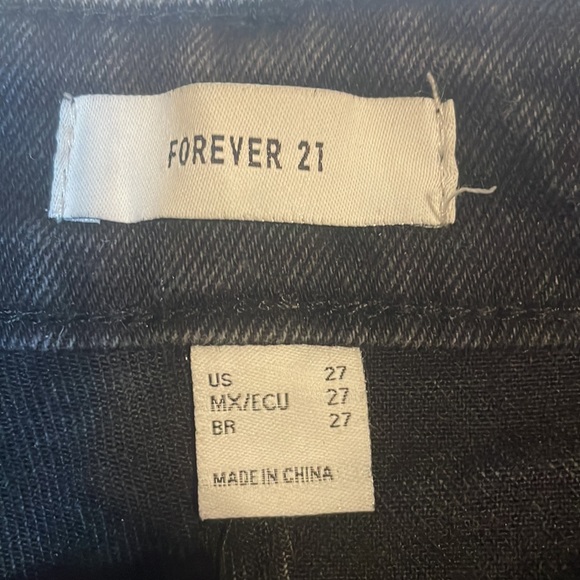 FOREVER 21
US 27
MX/ECU 27
BR 27
MADE IN CHINA